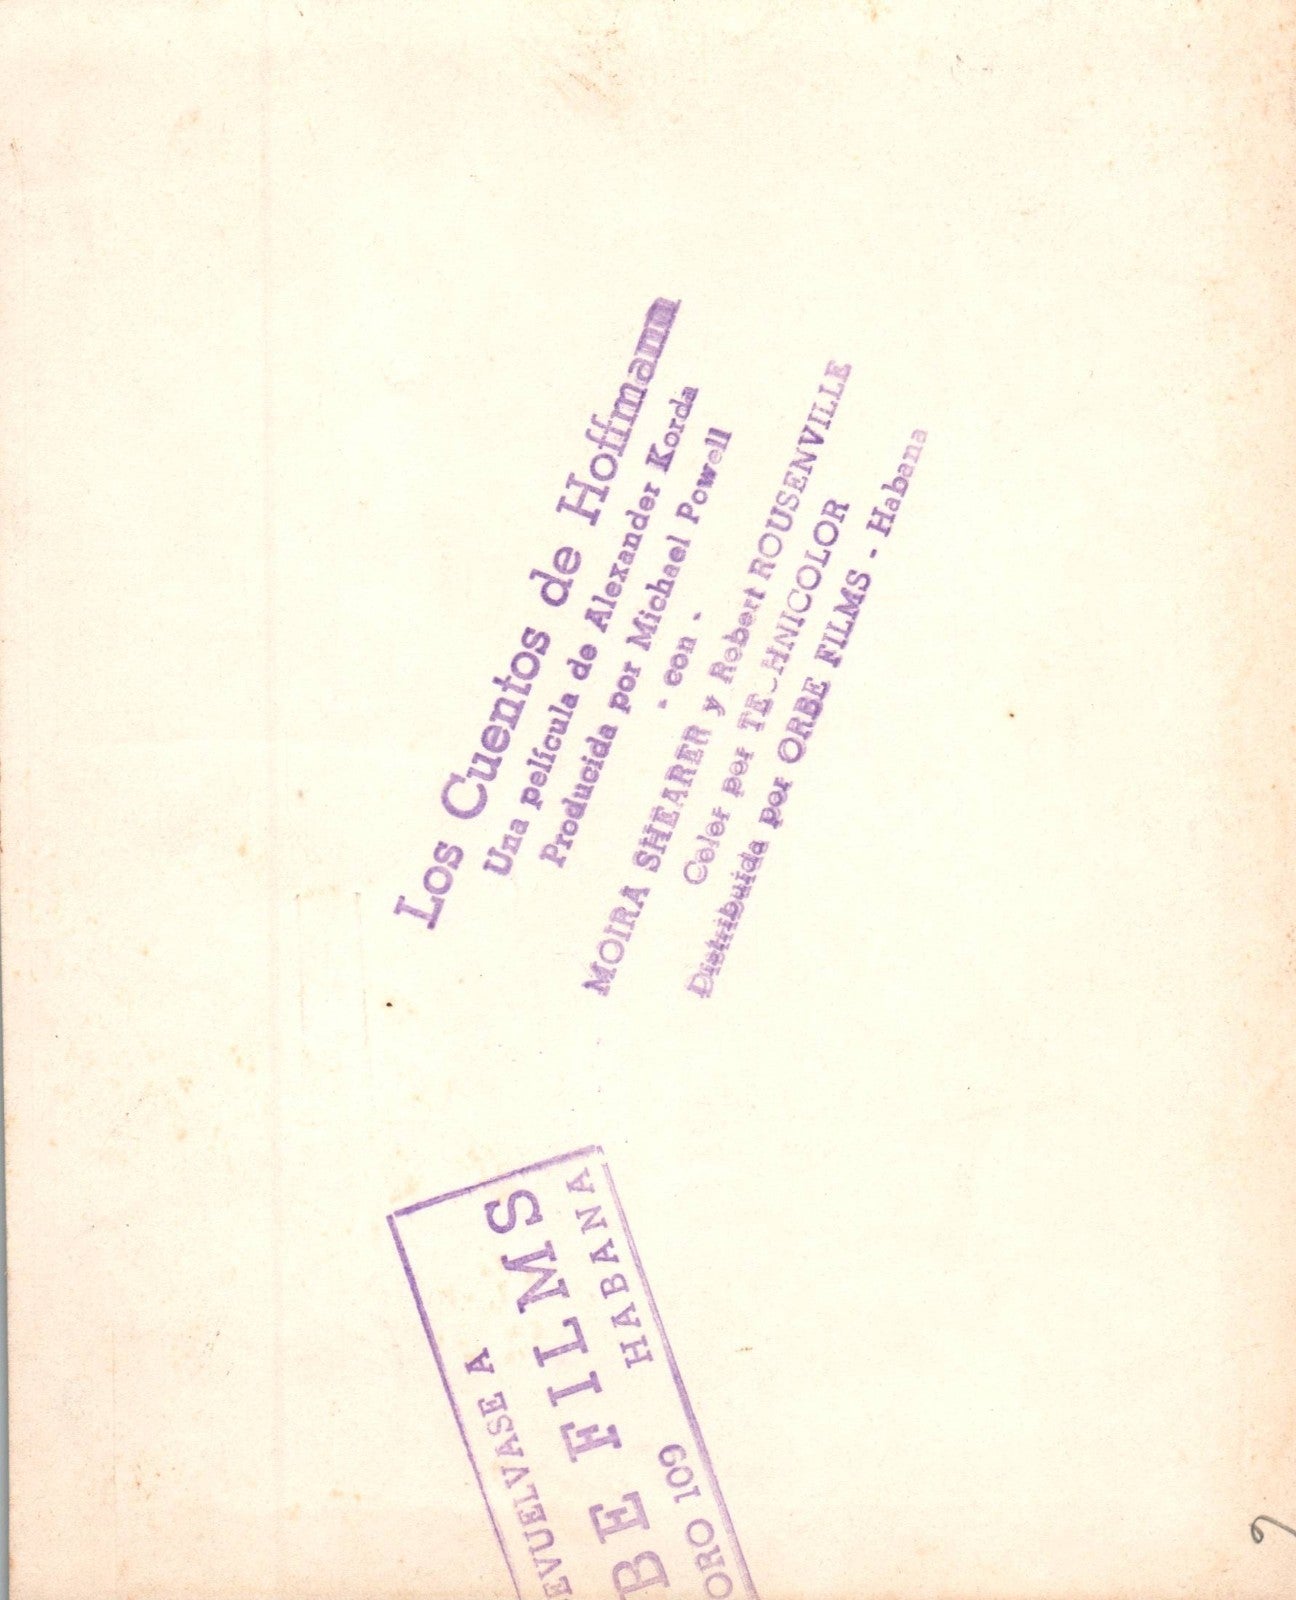 Los Cuentos de Hoffmann
Una película de Alexander Korda
Producida por Michael Powell
- con -
MOIRA SHEARER y Robert ROUSENVILLE
Color por TECHNICOLOR
Distribuida por ORBE FILMS - Habana
EVUELVASE A
BE FILMS
ORO 109 HABANA